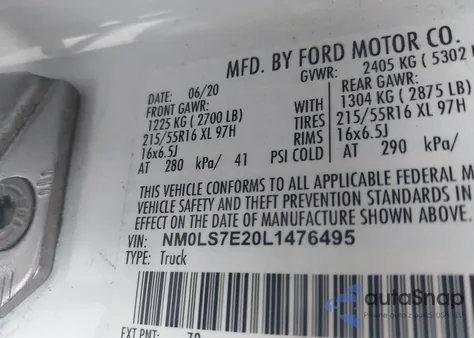 MFD. BY FORD MOTOR CO.
DATE: 06/20 GVWR: 2405 KG ( 5302
FRONT GAWR: REAR GAWR:
1225 KG ( 2700 LB) WITH 1304 KG ( 2875 LB)
215/55R16 XL 97H TIRES 215/55R16 XL 97H
16x6.5J RIMS 16x6.5J
AT 280 kPa/ 41 PSI COLD AT 290 kPa/
THIS VEHICLE CONFORMS TO ALL APPLICABLE FEDERAL M
VEHICLE SAFETY AND THEFT PREVENTION STANDARDS IN
THE DATE OF MANUFACTURE SHOWN ABOVE.
VIN: NM0LS7E20L1476495
TYPE: Truck
autoSnap
EXT PNT: